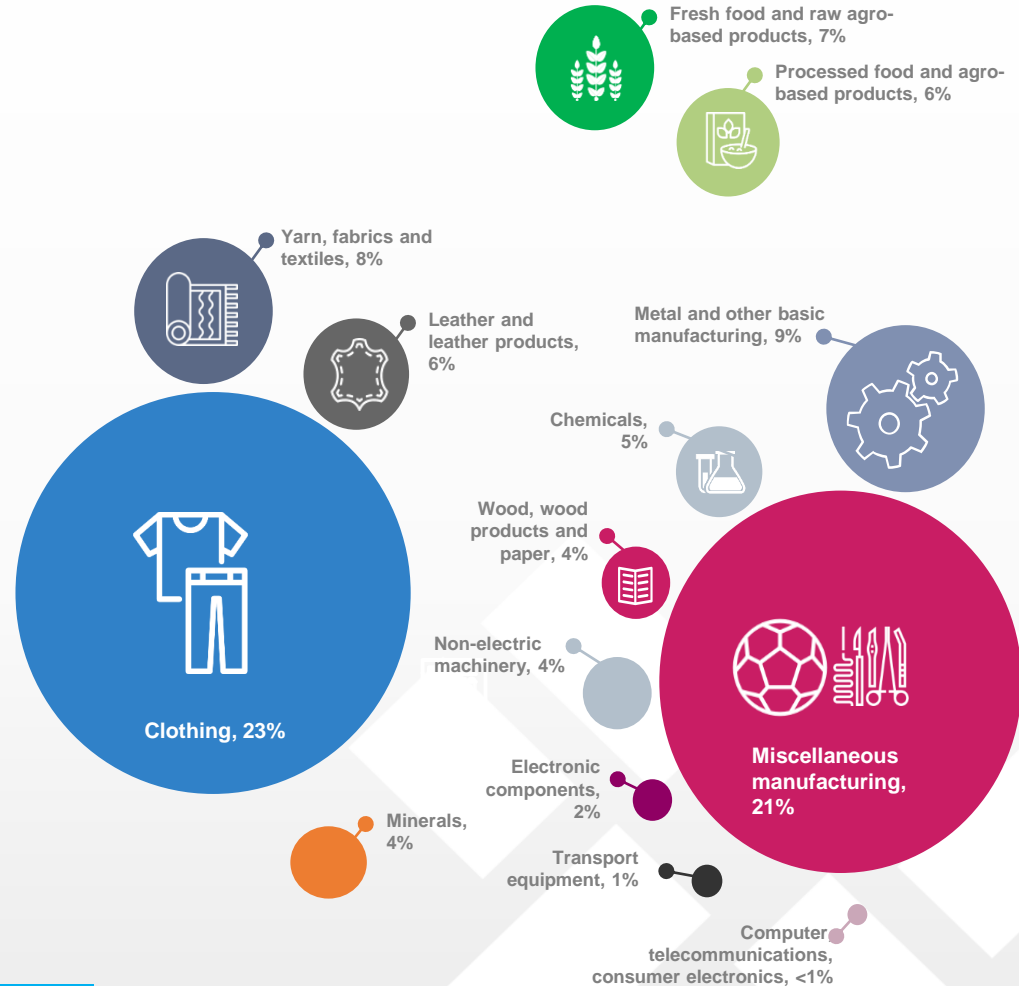 Fresh food and raw agro-
based products, 7%
Processed food and agro-
based products, 6%
Yarn, fabrics and
textiles, 8%
Leather and
leather products,
6%
Metal and other basic
manufacturing, 9%
Chemicals,
5%
Wood, wood
products and
paper, 4%
Non-electric
machinery, 4%
Clothing, 23%
Miscellaneous
manufacturing,
21%
Electronic
components,
2%
Minerals,
4%
Transport
equipment, 1%
Computer,
telecommunications,
consumer electronics, <1%